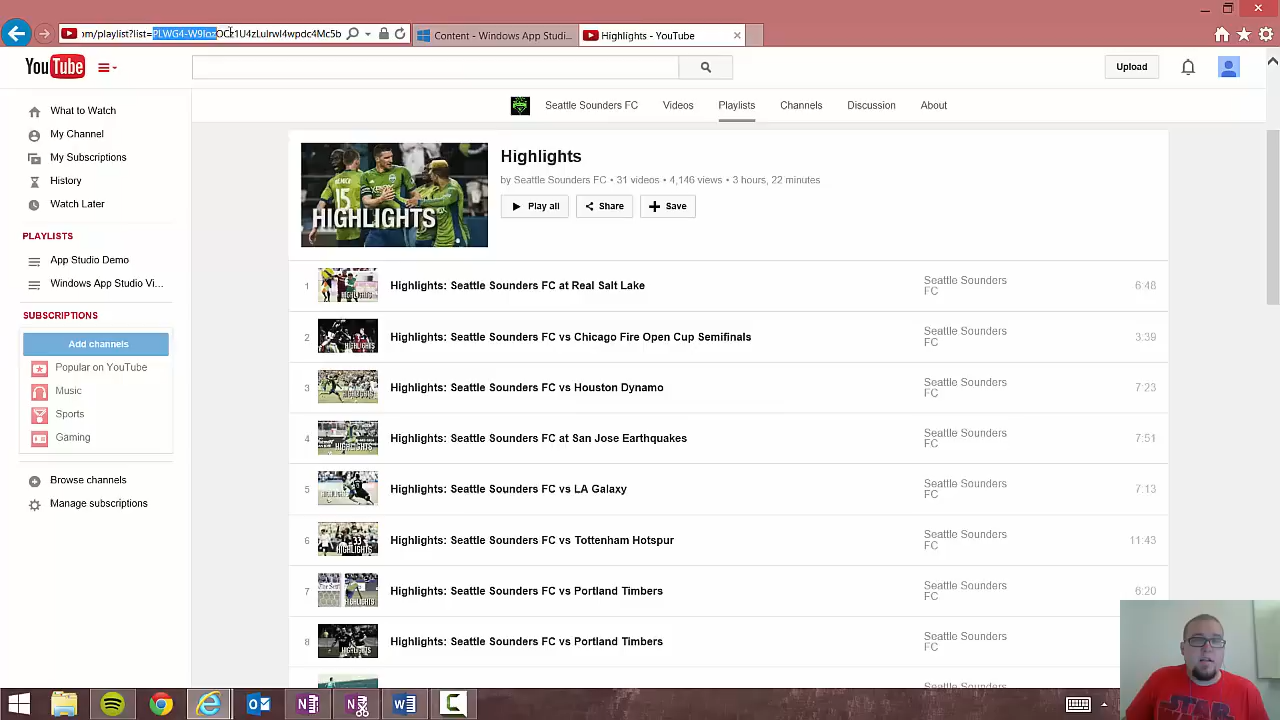 om/playlist?list=PLWG4-W9IozOC21U4zLulrwI4wpdc4Mc5b
Content - Windows App Studi...
Highlights - YouTube
YouTube
Upload
What to Watch
My Channel
My Subscriptions
History
Watch Later
PLAYLISTS
App Studio Demo
Windows App Studio Vi...
SUBSCRIPTIONS
Add channels
Popular on YouTube
Music
Sports
Gaming
Browse channels
Manage subscriptions
Seattle Sounders FC Videos Playlists Channels Discussion About
15
HIGHLIGHTS
Highlights
by Seattle Sounders FC • 31 videos • 4,146 views • 3 hours, 22 minutes
Play all Share Save
1 Highlights: Seattle Sounders FC at Real Salt Lake Seattle Sounders FC 6:48
2 Highlights: Seattle Sounders FC vs Chicago Fire Open Cup Semifinals Seattle Sounders FC 3:39
3 Highlights: Seattle Sounders FC vs Houston Dynamo Seattle Sounders FC 7:23
4 Highlights: Seattle Sounders FC at San Jose Earthquakes Seattle Sounders FC 7:51
5 Highlights: Seattle Sounders FC vs LA Galaxy Seattle Sounders FC 7:13
6 Highlights: Seattle Sounders FC vs Tottenham Hotspur Seattle Sounders FC 11:43
7 Highlights: Seattle Sounders FC vs Portland Timbers Seattle Sounders FC 6:20
8 Highlights: Seattle Sounders FC vs Portland Timbers Seattle Sounders FC
Seattle Sounders
STAR